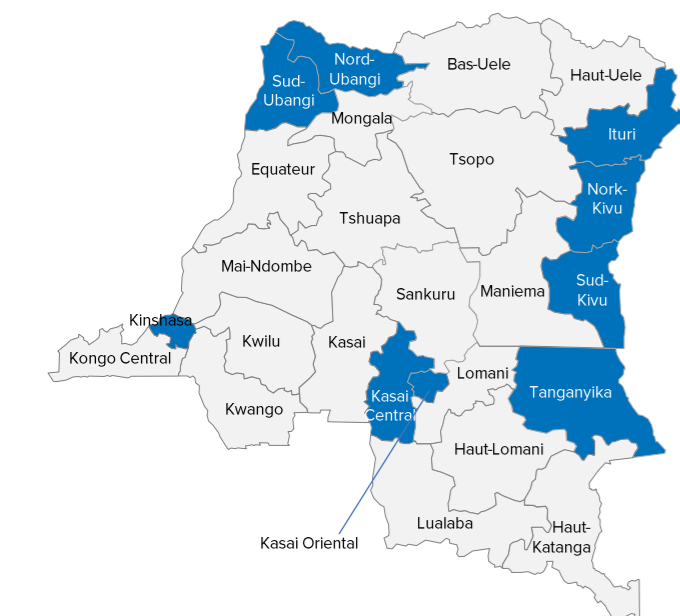 Nord-
Ubangi
Bas-Uele
Haut-Uele
Sud-
Ubangi
Mongala
Ituri
Equateur
Tsopo
Nork-
Kivu
Tshuapa
Mai-Ndombe
Sankuru
Maniema
Sud-
Kivu
Kinshasa
Kongo Central
Kwilu
Kasai
Lomani
Tanganyika
Kwango
Kasai
Central
Haut-Lomani
Lualaba
Haut-
Katanga
Kasai Oriental